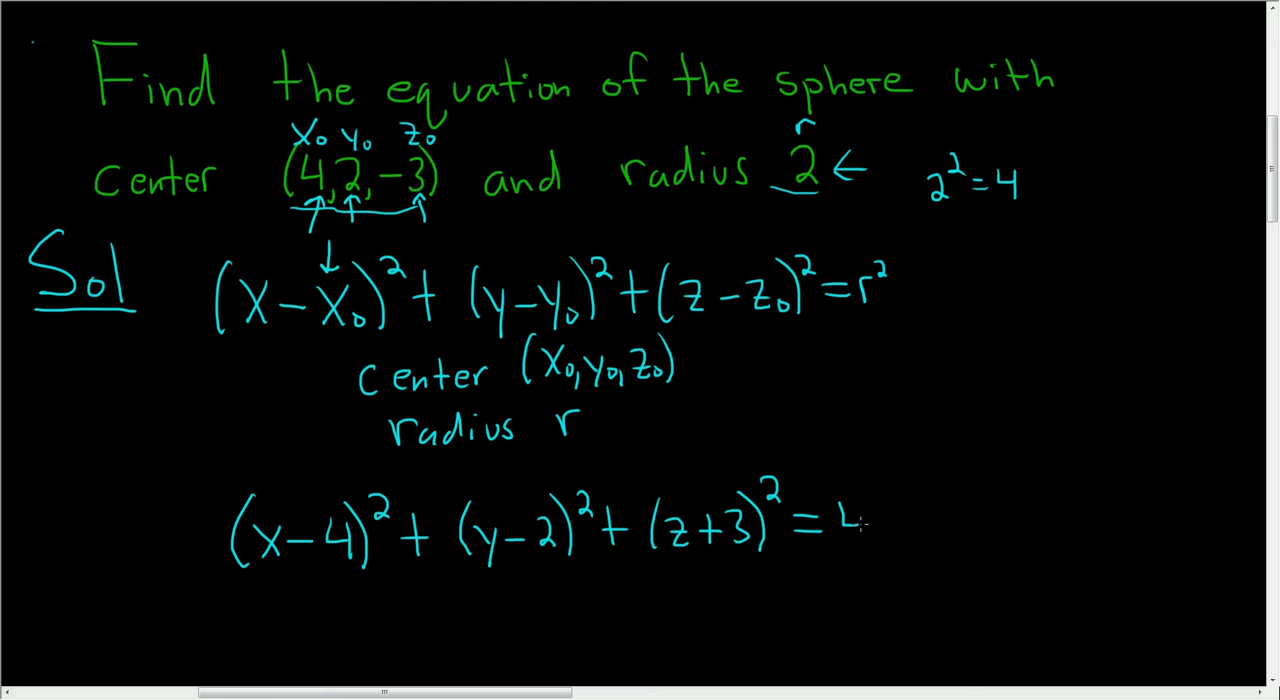 Find the equation of the sphere with
x₀ y₀ z₀ r
center (4, 2, -3) and radius 2 ← 2² = 4
Sol
(x - x₀)² + (y - y₀)² + (z - z₀)² = r²
center (x₀, y₀, z₀)
radius r
(x - 4)² + (y - 2)² + (z + 3)² = 4